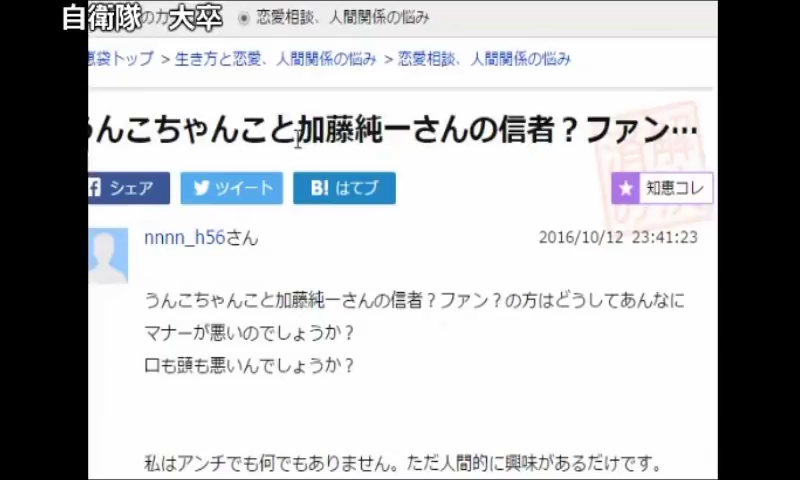 自衛隊 大卒
の力
恋愛相談、人間関係の悩み
恵袋トップ > 生き方と恋愛、人間関係の悩み > 恋愛相談、人間関係の悩み
うんこちゃんこと加藤純一さんの信者？ファン…
シェア ツイート B! はてブ 知恵コレ
nnnn_h56さん 2016/10/12 23:41:23
うんこちゃんこと加藤純一さんの信者？ファン？の方はどうしてあんなに
マナーが悪いのでしょうか？
口も頭も悪いんでしょうか？
私はアンチでも何でもありません。ただ人間的に興味があるだけです。